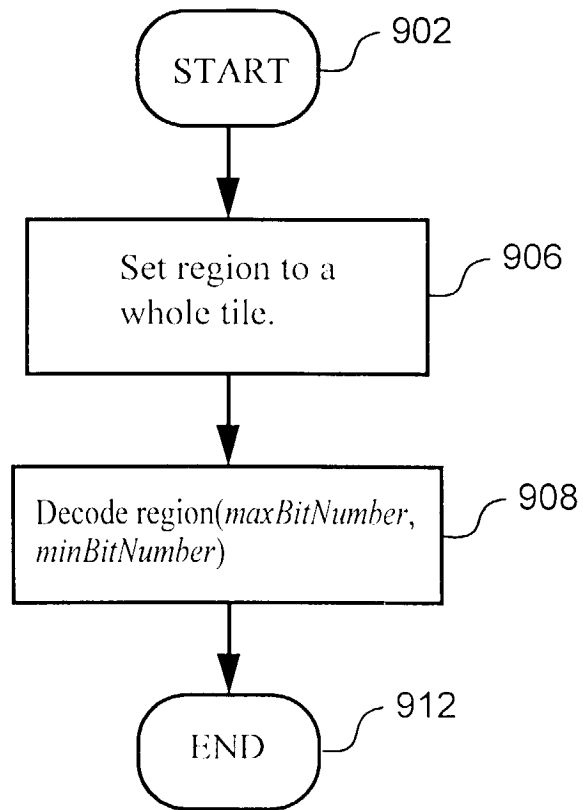 START
902
Set region to a
whole tile.
906
Decode region(maxBitNumber,
minBitNumber)
908
END
912